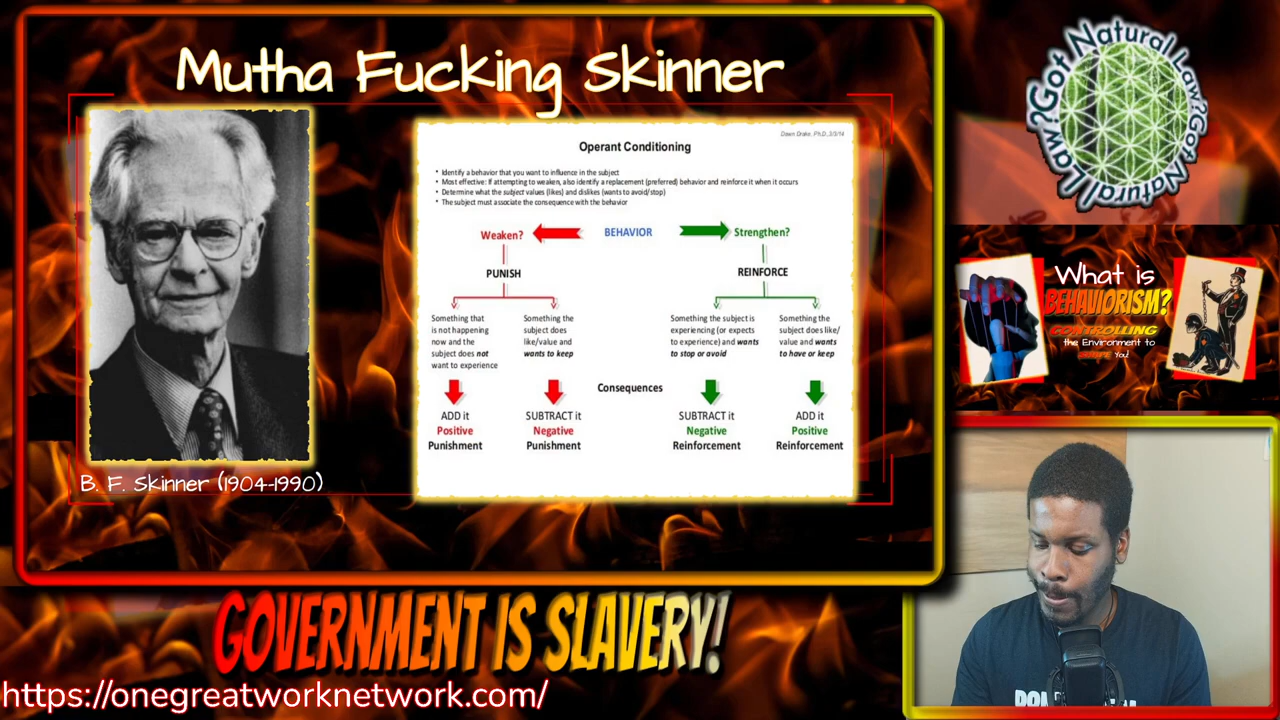 Mutha Fucking Skinner
Dawn Drake, Ph.D.,3/3/14
Operant Conditioning
• Identify a behavior that you want to influence in the subject
• Most effective: If attempting to weaken, also identify a replacement (preferred) behavior and reinforce it when it occurs
• Determine what the subject values (likes) and dislikes (wants to avoid/stop)
• The subject must associate the consequence with the behavior
Weaken?
BEHAVIOR
Strengthen?
PUNISH
REINFORCE
Something that
is not happening
now and the
subject does not
want to experience
Something the
subject does
like/value and
wants to keep
Something the subject is
experiencing (or expects
to experience) and wants
to stop or avoid
Something the
subject does like/
value and wants
to have or keep
Consequences
ADD it
Positive
Punishment
SUBTRACT it
Negative
Punishment
SUBTRACT it
Negative
Reinforcement
ADD it
Positive
Reinforcement
B. F. Skinner (1904-1990)
GOVERNMENT IS SLAVERY!
https://onegreatworknetwork.com/
Got Natural Law?
Got Natural Law?
What is
BEHAVIORISM?
CONTROLLING
the Environment to
You!